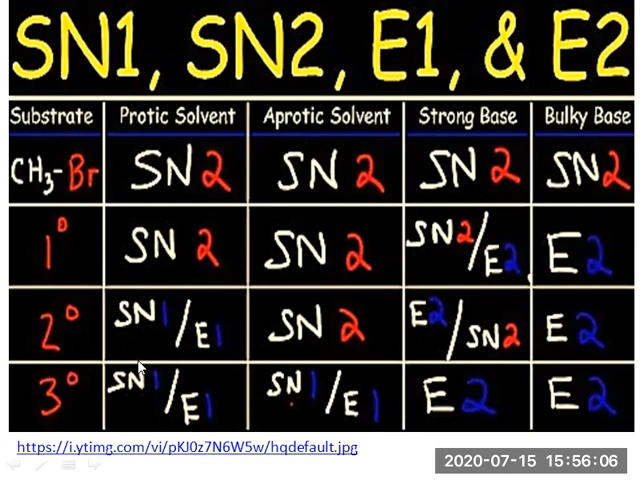 SN1, SN2, E1, & E2
Substrate Protic Solvent Aprotic Solvent Strong Base Bulky Base
CH3-Br SN2 SN2 SN2 SN2
1° SN2 SN2 SN2/E2 E2
2° SN1/E1 SN2 E2/SN2 E2
3° SN1/E1 SN1/E1 E2 E2
https://i.ytimg.com/vi/pKJ0z7N6W5w/hqdefault.jpg
2020-07-15 15:56:06